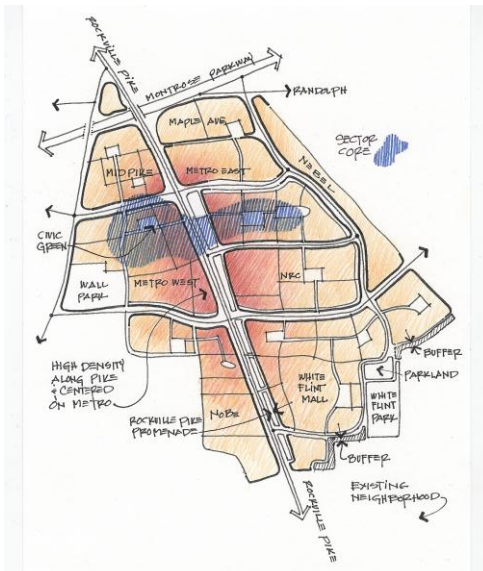 ROCKVILLE PIKE
MONTROSE PARKWAY
RANDOLPH
MAPLE AVE
SECTOR
CORE
MIDPIKE
METRO EAST
NEBEL
CIVIC
GREEN
WALL
PARK
METRO WEST
NRC
HIGH DENSITY
ALONG PIKE
& CENTERED
ON METRO
BUFFER
PARKLAND
WHITE
FLINT
MALL
WHITE
FLINT
PARK
NOBE
ROCKVILLE PIKE
PROMENADE
BUFFER
EXISTING
NEIGHBORHOOD
ROCKVILLE PIKE